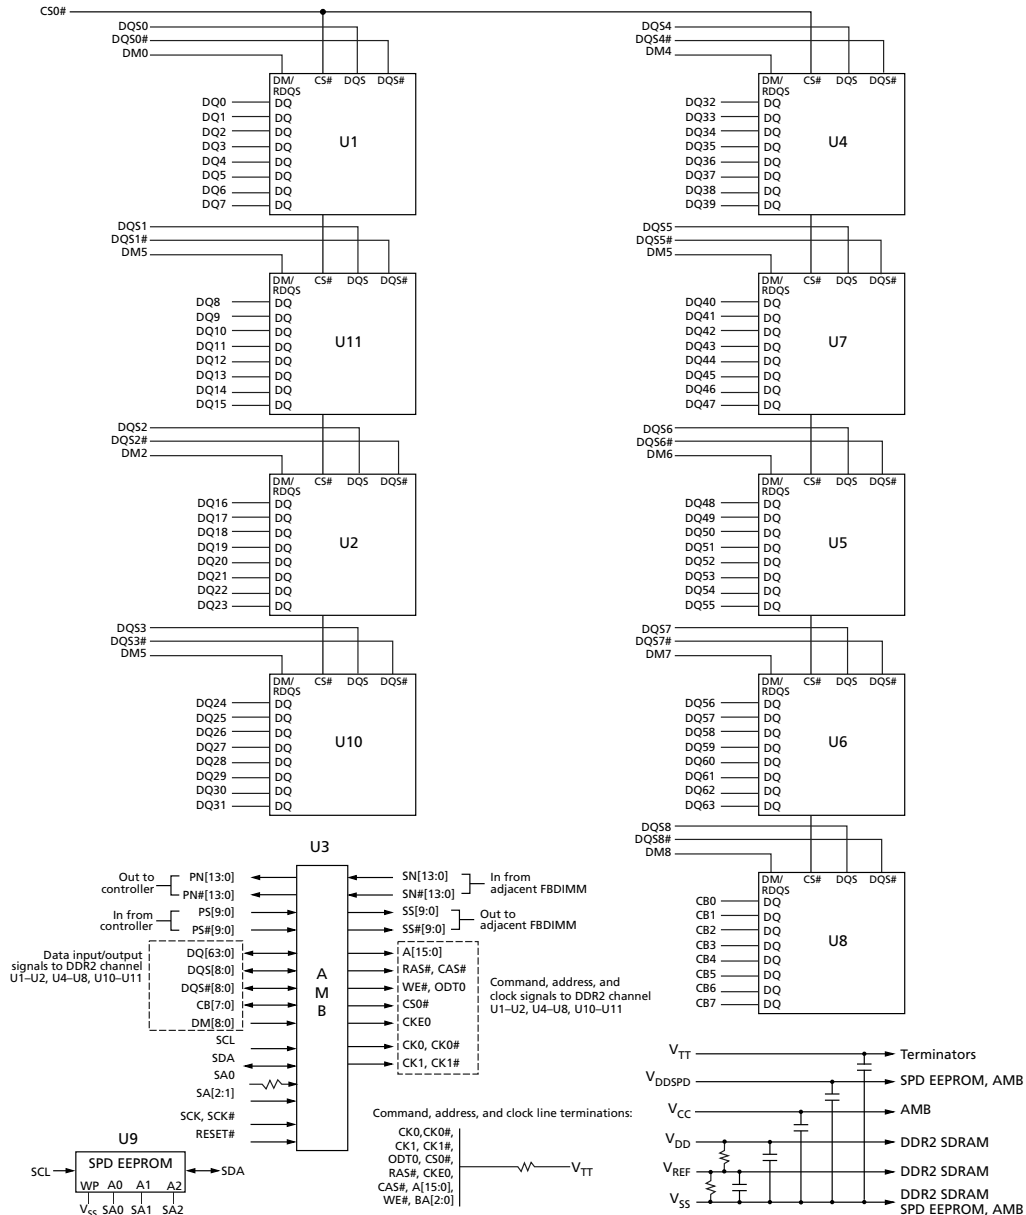 CS0#
DQS0
DQS0#
DM0
DM/ CS# DQS DQS#
RDQS
DQ0 DQ
DQ1 DQ
DQ2 DQ
DQ3 DQ
DQ4 DQ
DQ5 DQ
DQ6 DQ
DQ7 DQ
U1
DQS1
DQS1#
DM5
DM/ CS# DQS DQS#
RDQS
DQ8 DQ
DQ9 DQ
DQ10 DQ
DQ11 DQ
DQ12 DQ
DQ13 DQ
DQ14 DQ
DQ15 DQ
U11
DQS2
DQS2#
DM2
DM/ CS# DQS DQS#
RDQS
DQ16 DQ
DQ17 DQ
DQ18 DQ
DQ19 DQ
DQ20 DQ
DQ21 DQ
DQ22 DQ
DQ23 DQ
U2
DQS3
DQS3#
DM5
DM/ CS# DQS DQS#
RDQS
DQ24 DQ
DQ25 DQ
DQ26 DQ
DQ27 DQ
DQ28 DQ
DQ29 DQ
DQ30 DQ
DQ31 DQ
U10
DQS4
DQS4#
DM4
DM/ CS# DQS DQS#
RDQS
DQ32 DQ
DQ33 DQ
DQ34 DQ
DQ35 DQ
DQ36 DQ
DQ37 DQ
DQ38 DQ
DQ39 DQ
U4
DQS5
DQS5#
DM5
DM/ CS# DQS DQS#
RDQS
DQ40 DQ
DQ41 DQ
DQ42 DQ
DQ43 DQ
DQ44 DQ
DQ45 DQ
DQ46 DQ
DQ47 DQ
U7
DQS6
DQS6#
DM6
DM/ CS# DQS DQS#
RDQS
DQ48 DQ
DQ49 DQ
DQ50 DQ
DQ51 DQ
DQ52 DQ
DQ53 DQ
DQ54 DQ
DQ55 DQ
U5
DQS7
DQS7#
DM7
DM/ CS# DQS DQS#
RDQS
DQ56 DQ
DQ57 DQ
DQ58 DQ
DQ59 DQ
DQ60 DQ
DQ61 DQ
DQ62 DQ
DQ63 DQ
U6
DQS8
DQS8#
DM8
DM/ CS# DQS DQS#
RDQS
CB0 DQ
CB1 DQ
CB2 DQ
CB3 DQ
CB4 DQ
CB5 DQ
CB6 DQ
CB7 DQ
U8
U3
A
M
B
Out to
controller
PN[13:0]
PN#[13:0]
In from
controller
PS[9:0]
PS#[9:0]
Data input/output
signals to DDR2 channel
U1–U2, U4–U8, U10–U11
DQ[63:0]
DQS[8:0]
DQS#[8:0]
CB[7:0]
DM[8:0]
SCL
SDA
SA0
SA[2:1]
SCK, SCK#
RESET#
SN[13:0]
SN#[13:0]
In from
adjacent FBDIMM
SS[9:0]
SS#[9:0]
Out to
adjacent FBDIMM
A[15:0]
RAS#, CAS#
WE#, ODT0
CS0#
CKE0
CK0, CK0#
CK1, CK1#
Command, address, and
clock signals to DDR2 channel
U1–U2, U4–U8, U10–U11
U9
SPD EEPROM
SCL SDA
WP A0 A1 A2
VSS SA0 SA1 SA2
Command, address, and clock line terminations:
CK0,CK0#,
CK1, CK1#,
ODT0, CS0#,
RAS#, CKE0,
CAS#, A[15:0],
WE#, BA[2:0]
VTT
VTT Terminators
VDDSPD SPD EEPROM, AMB
VCC AMB
VDD DDR2 SDRAM
VREF DDR2 SDRAM
VSS DDR2 SDRAM
SPD EEPROM, AMB